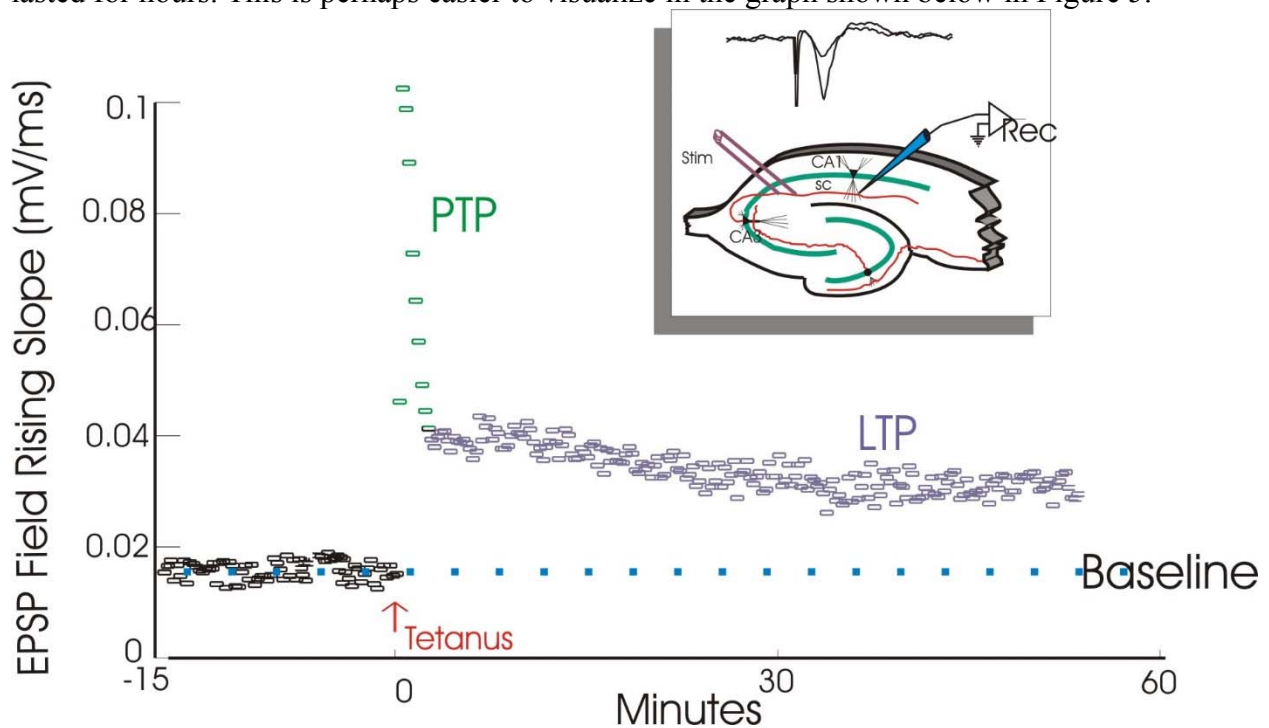 lasted for hours. This is perhaps easier to visualize in the graph shown below in Figure 3.
EPSP Field Rising Slope (mV/ms)
0.1
0.08
0.06
0.04
0.02
0
PTP
LTP
Baseline
Tetanus
-15
0
30
60
Minutes
Stim
CA1
sc
CA3
Rec